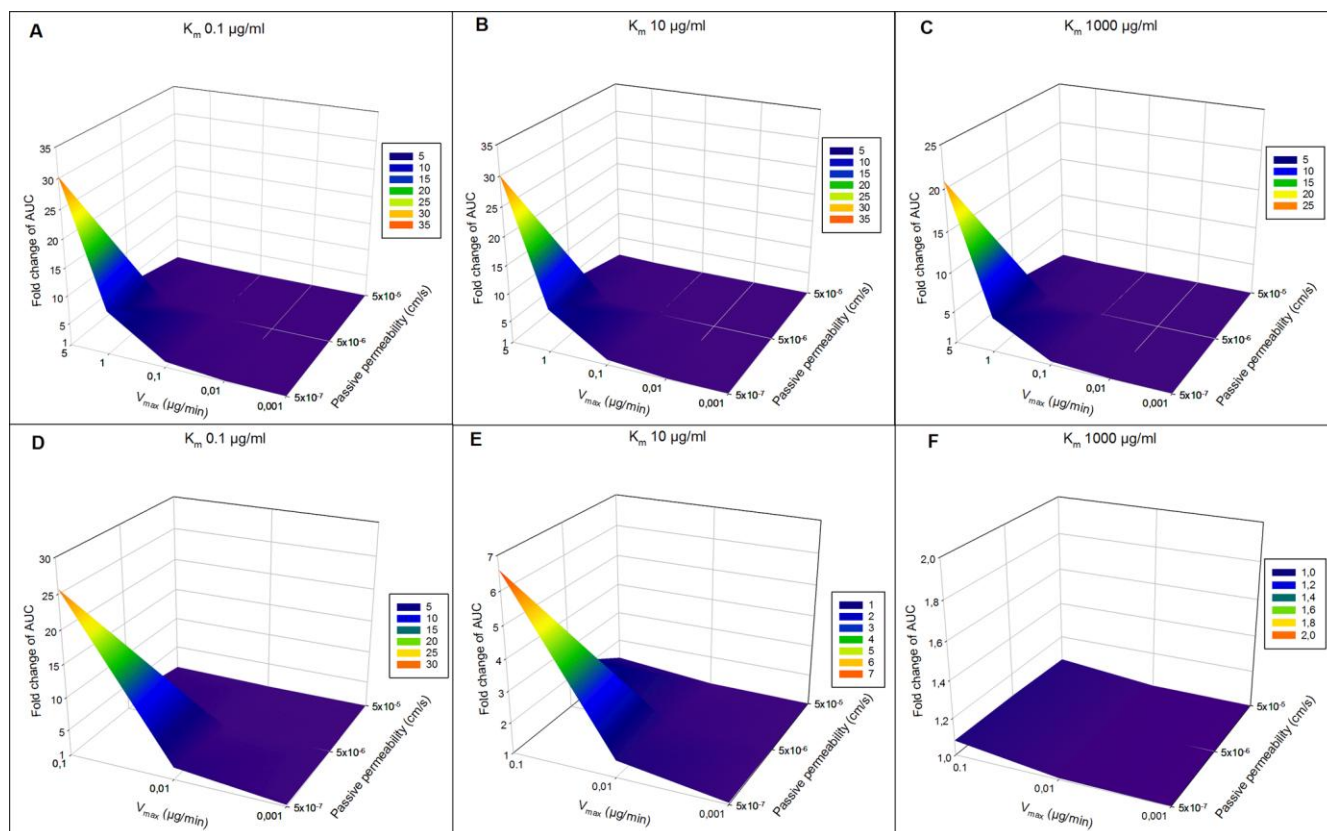 A
K_m 0.1 µg/ml
Fold change of AUC
35
30
25
20
15
10
5
1
5
1
0,1
0,01
0,001
V_max (µg/min)
5x10⁻⁷
5x10⁻⁶
5x10⁻⁵
Passive permeability (cm/s)
5
10
15
20
25
30
35
B
K_m 10 µg/ml
Fold change of AUC
35
30
25
20
15
10
5
1
5
1
0,1
0,01
0,001
V_max (µg/min)
5x10⁻⁷
5x10⁻⁶
5x10⁻⁵
Passive permeability (cm/s)
5
10
15
20
25
30
35
C
K_m 1000 µg/ml
Fold change of AUC
25
20
15
10
5
1
5
1
0,1
0,01
0,001
V_max (µg/min)
5x10⁻⁷
5x10⁻⁶
5x10⁻⁵
Passive permeability (cm/s)
5
10
15
20
25
D
K_m 0.1 µg/ml
Fold change of AUC
30
25
20
15
10
5
1
0,1
0,01
0,001
V_max (µg/min)
5x10⁻⁷
5x10⁻⁶
5x10⁻⁵
Passive permeability (cm/s)
5
10
15
20
25
30
E
K_m 10 µg/ml
Fold change of AUC
7
6
5
4
3
2
1
0.1
0,01
0,001
V_max (µg/min)
5x10⁻⁷
5x10⁻⁶
5x10⁻⁵
Passive permeability (cm/s)
1
2
3
4
5
6
7
F
K_m 1000 µg/ml
Fold change of AUC
2,0
1,8
1,6
1,4
1,2
1,0
0.1
0,01
0,001
V_max (µg/min)
5x10⁻⁷
5x10⁻⁶
5x10⁻⁵
Passive permeability (cm/s)
1,0
1,2
1,4
1,6
1,8
2,0